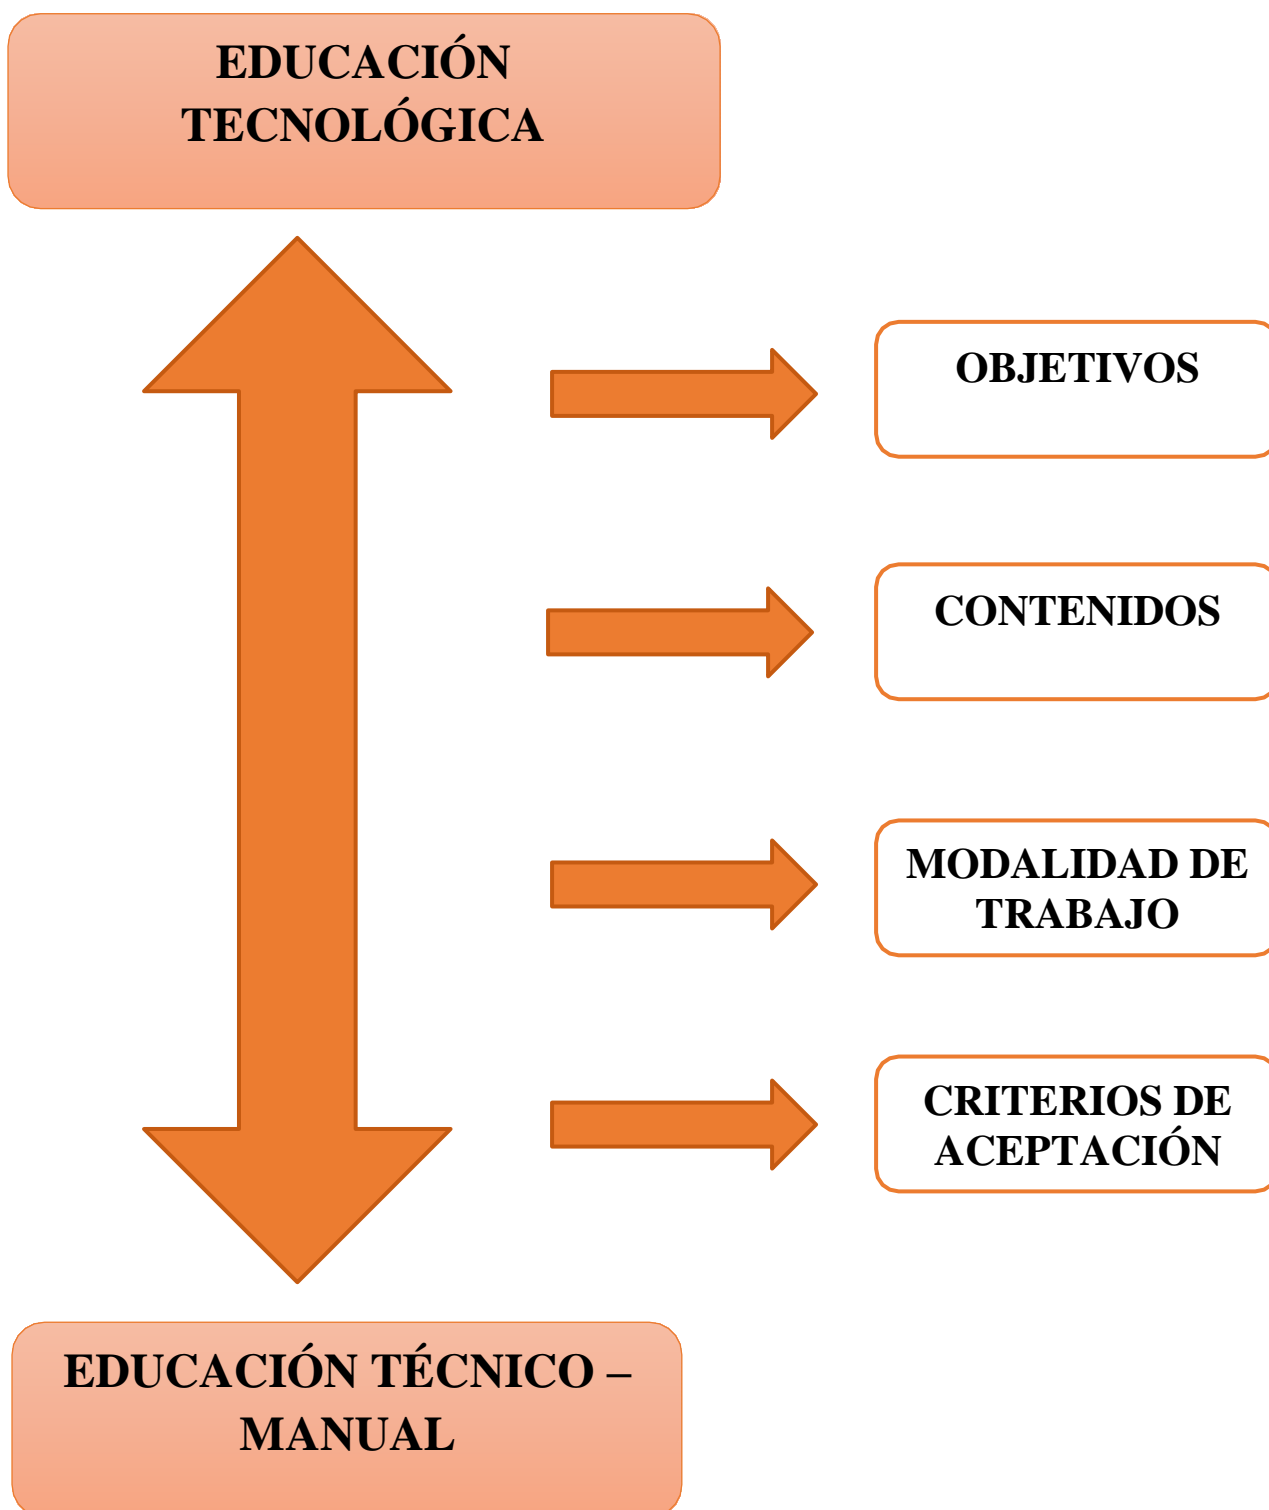 EDUCACIÓN
TECNOLÓGICA
OBJETIVOS
CONTENIDOS
MODALIDAD DE
TRABAJO
CRITERIOS DE
ACEPTACIÓN
EDUCACIÓN TÉCNICO –
MANUAL